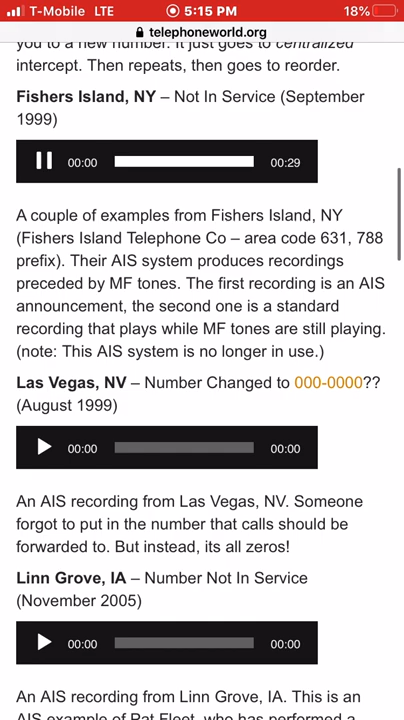 T-Mobile LTE 5:15 PM 18%
telephoneworld.org
you to a new number. It just goes to centralized
intercept. Then repeats, then goes to reorder.
Fishers Island, NY – Not In Service (September
1999)
00:00 00:29
A couple of examples from Fishers Island, NY
(Fishers Island Telephone Co – area code 631, 788
prefix). Their AIS system produces recordings
preceded by MF tones. The first recording is an AIS
announcement, the second one is a standard
recording that plays while MF tones are still playing.
(note: This AIS system is no longer in use.)
Las Vegas, NV – Number Changed to 000-0000??
(August 1999)
00:00 00:00
An AIS recording from Las Vegas, NV. Someone
forgot to put in the number that calls should be
forwarded to. But instead, its all zeros!
Linn Grove, IA – Number Not In Service
(November 2005)
00:00 00:00
An AIS recording from Linn Grove, IA. This is an
AIS example of Pat Fleet, who has performed a